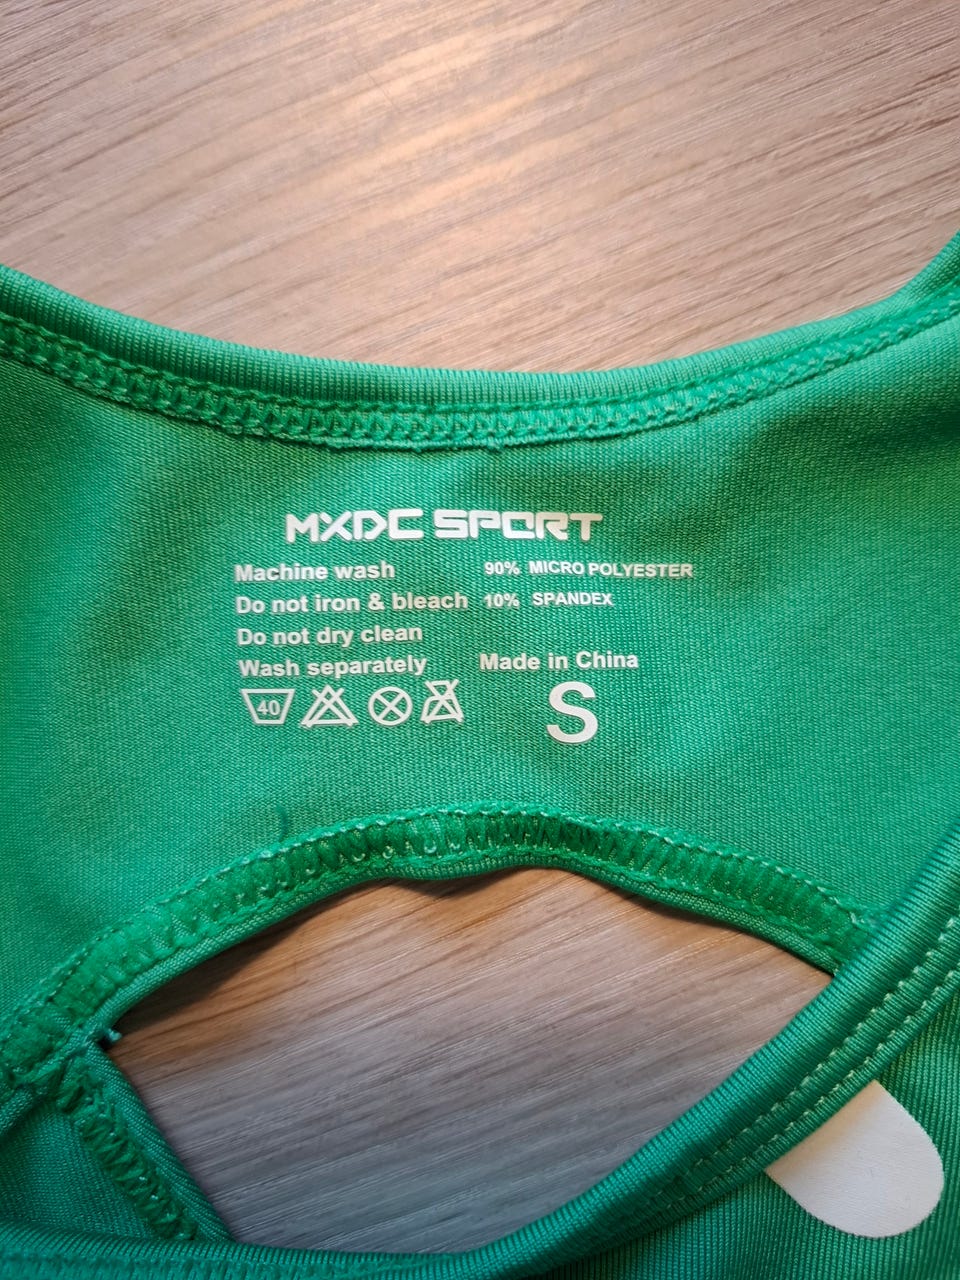 MXDC SPORT
Machine wash
90% MICRO POLYESTER
Do not iron & bleach
10% SPANDEX
Do not dry clean
Wash separately
Made in China
40
S